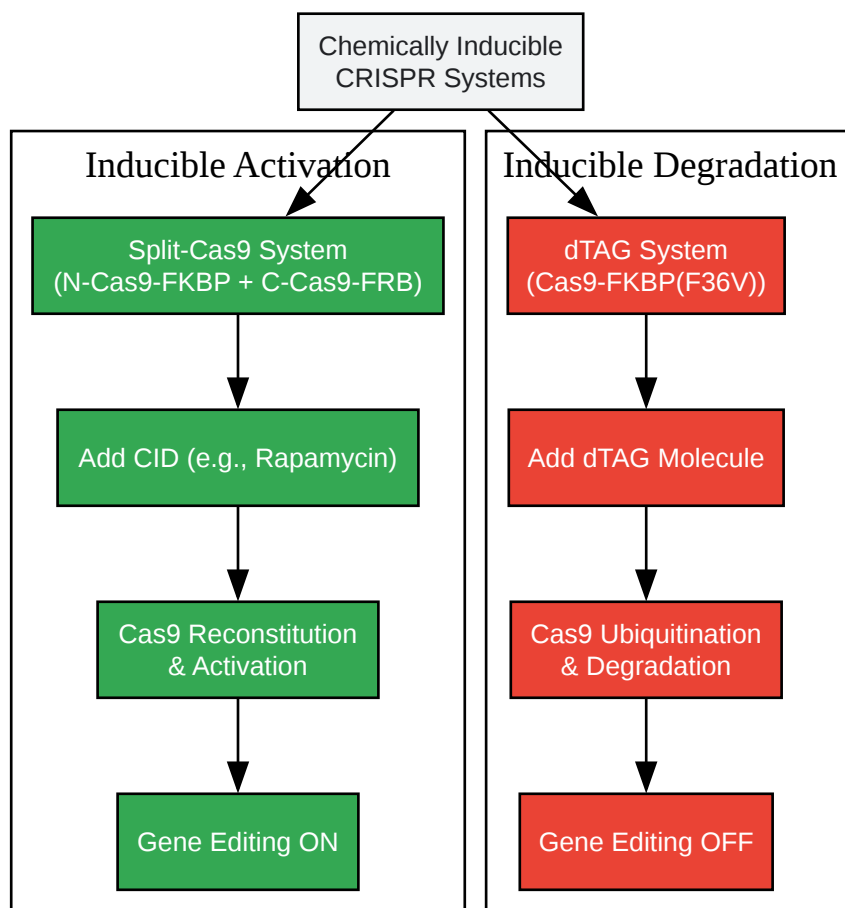 Chemically Inducible
CRISPR Systems
Inducible Activation
Split-Cas9 System
(N-Cas9-FKBP + C-Cas9-FRB)
Add CID (e.g., Rapamycin)
Cas9 Reconstitution
& Activation
Gene Editing ON
Inducible Degradation
dTAG System
(Cas9-FKBP(F36V))
Add dTAG Molecule
Cas9 Ubiquitination
& Degradation
Gene Editing OFF